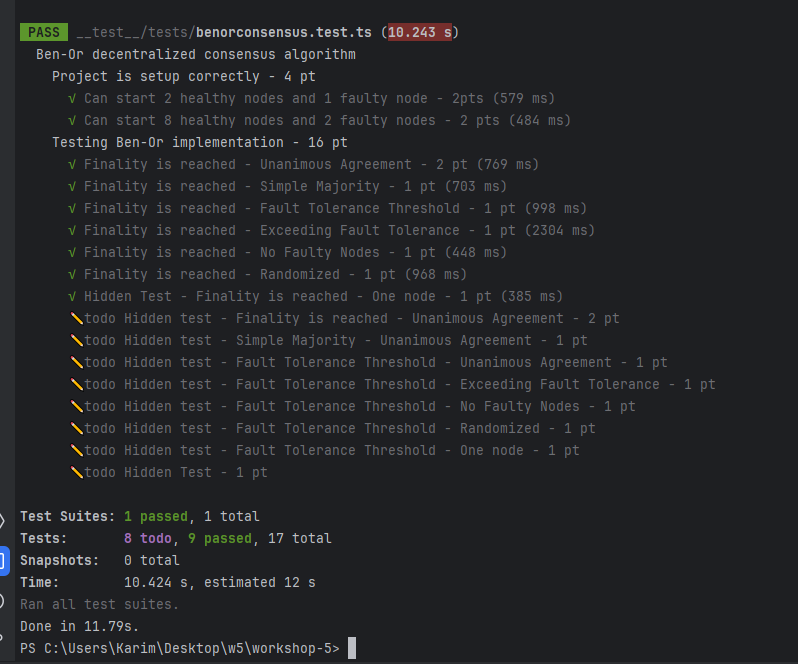 PASS __test__/tests/benorconsensus.test.ts (10.243 s)
Ben-Or decentralized consensus algorithm
Project is setup correctly - 4 pt
√ Can start 2 healthy nodes and 1 faulty node - 2pts (579 ms)
√ Can start 8 healthy nodes and 2 faulty nodes - 2 pts (484 ms)
Testing Ben-Or implementation - 16 pt
√ Finality is reached - Unanimous Agreement - 2 pt (769 ms)
√ Finality is reached - Simple Majority - 1 pt (703 ms)
√ Finality is reached - Fault Tolerance Threshold - 1 pt (998 ms)
√ Finality is reached - Exceeding Fault Tolerance - 1 pt (2304 ms)
√ Finality is reached - No Faulty Nodes - 1 pt (448 ms)
√ Finality is reached - Randomized - 1 pt (968 ms)
√ Hidden Test - Finality is reached - One node - 1 pt (385 ms)
✏️todo Hidden test - Finality is reached - Unanimous Agreement - 2 pt
✏️todo Hidden test - Simple Majority - Unanimous Agreement - 1 pt
✏️todo Hidden test - Fault Tolerance Threshold - Unanimous Agreement - 1 pt
✏️todo Hidden test - Fault Tolerance Threshold - Exceeding Fault Tolerance - 1 pt
✏️todo Hidden test - Fault Tolerance Threshold - No Faulty Nodes - 1 pt
✏️todo Hidden test - Fault Tolerance Threshold - Randomized - 1 pt
✏️todo Hidden test - Fault Tolerance Threshold - One node - 1 pt
✏️todo Hidden Test - 1 pt
Test Suites: 1 passed, 1 total
Tests: 8 todo, 9 passed, 17 total
Snapshots: 0 total
Time: 10.424 s, estimated 12 s
Ran all test suites.
Done in 11.79s.
PS C:\Users\Karim\Desktop\w5\workshop-5>